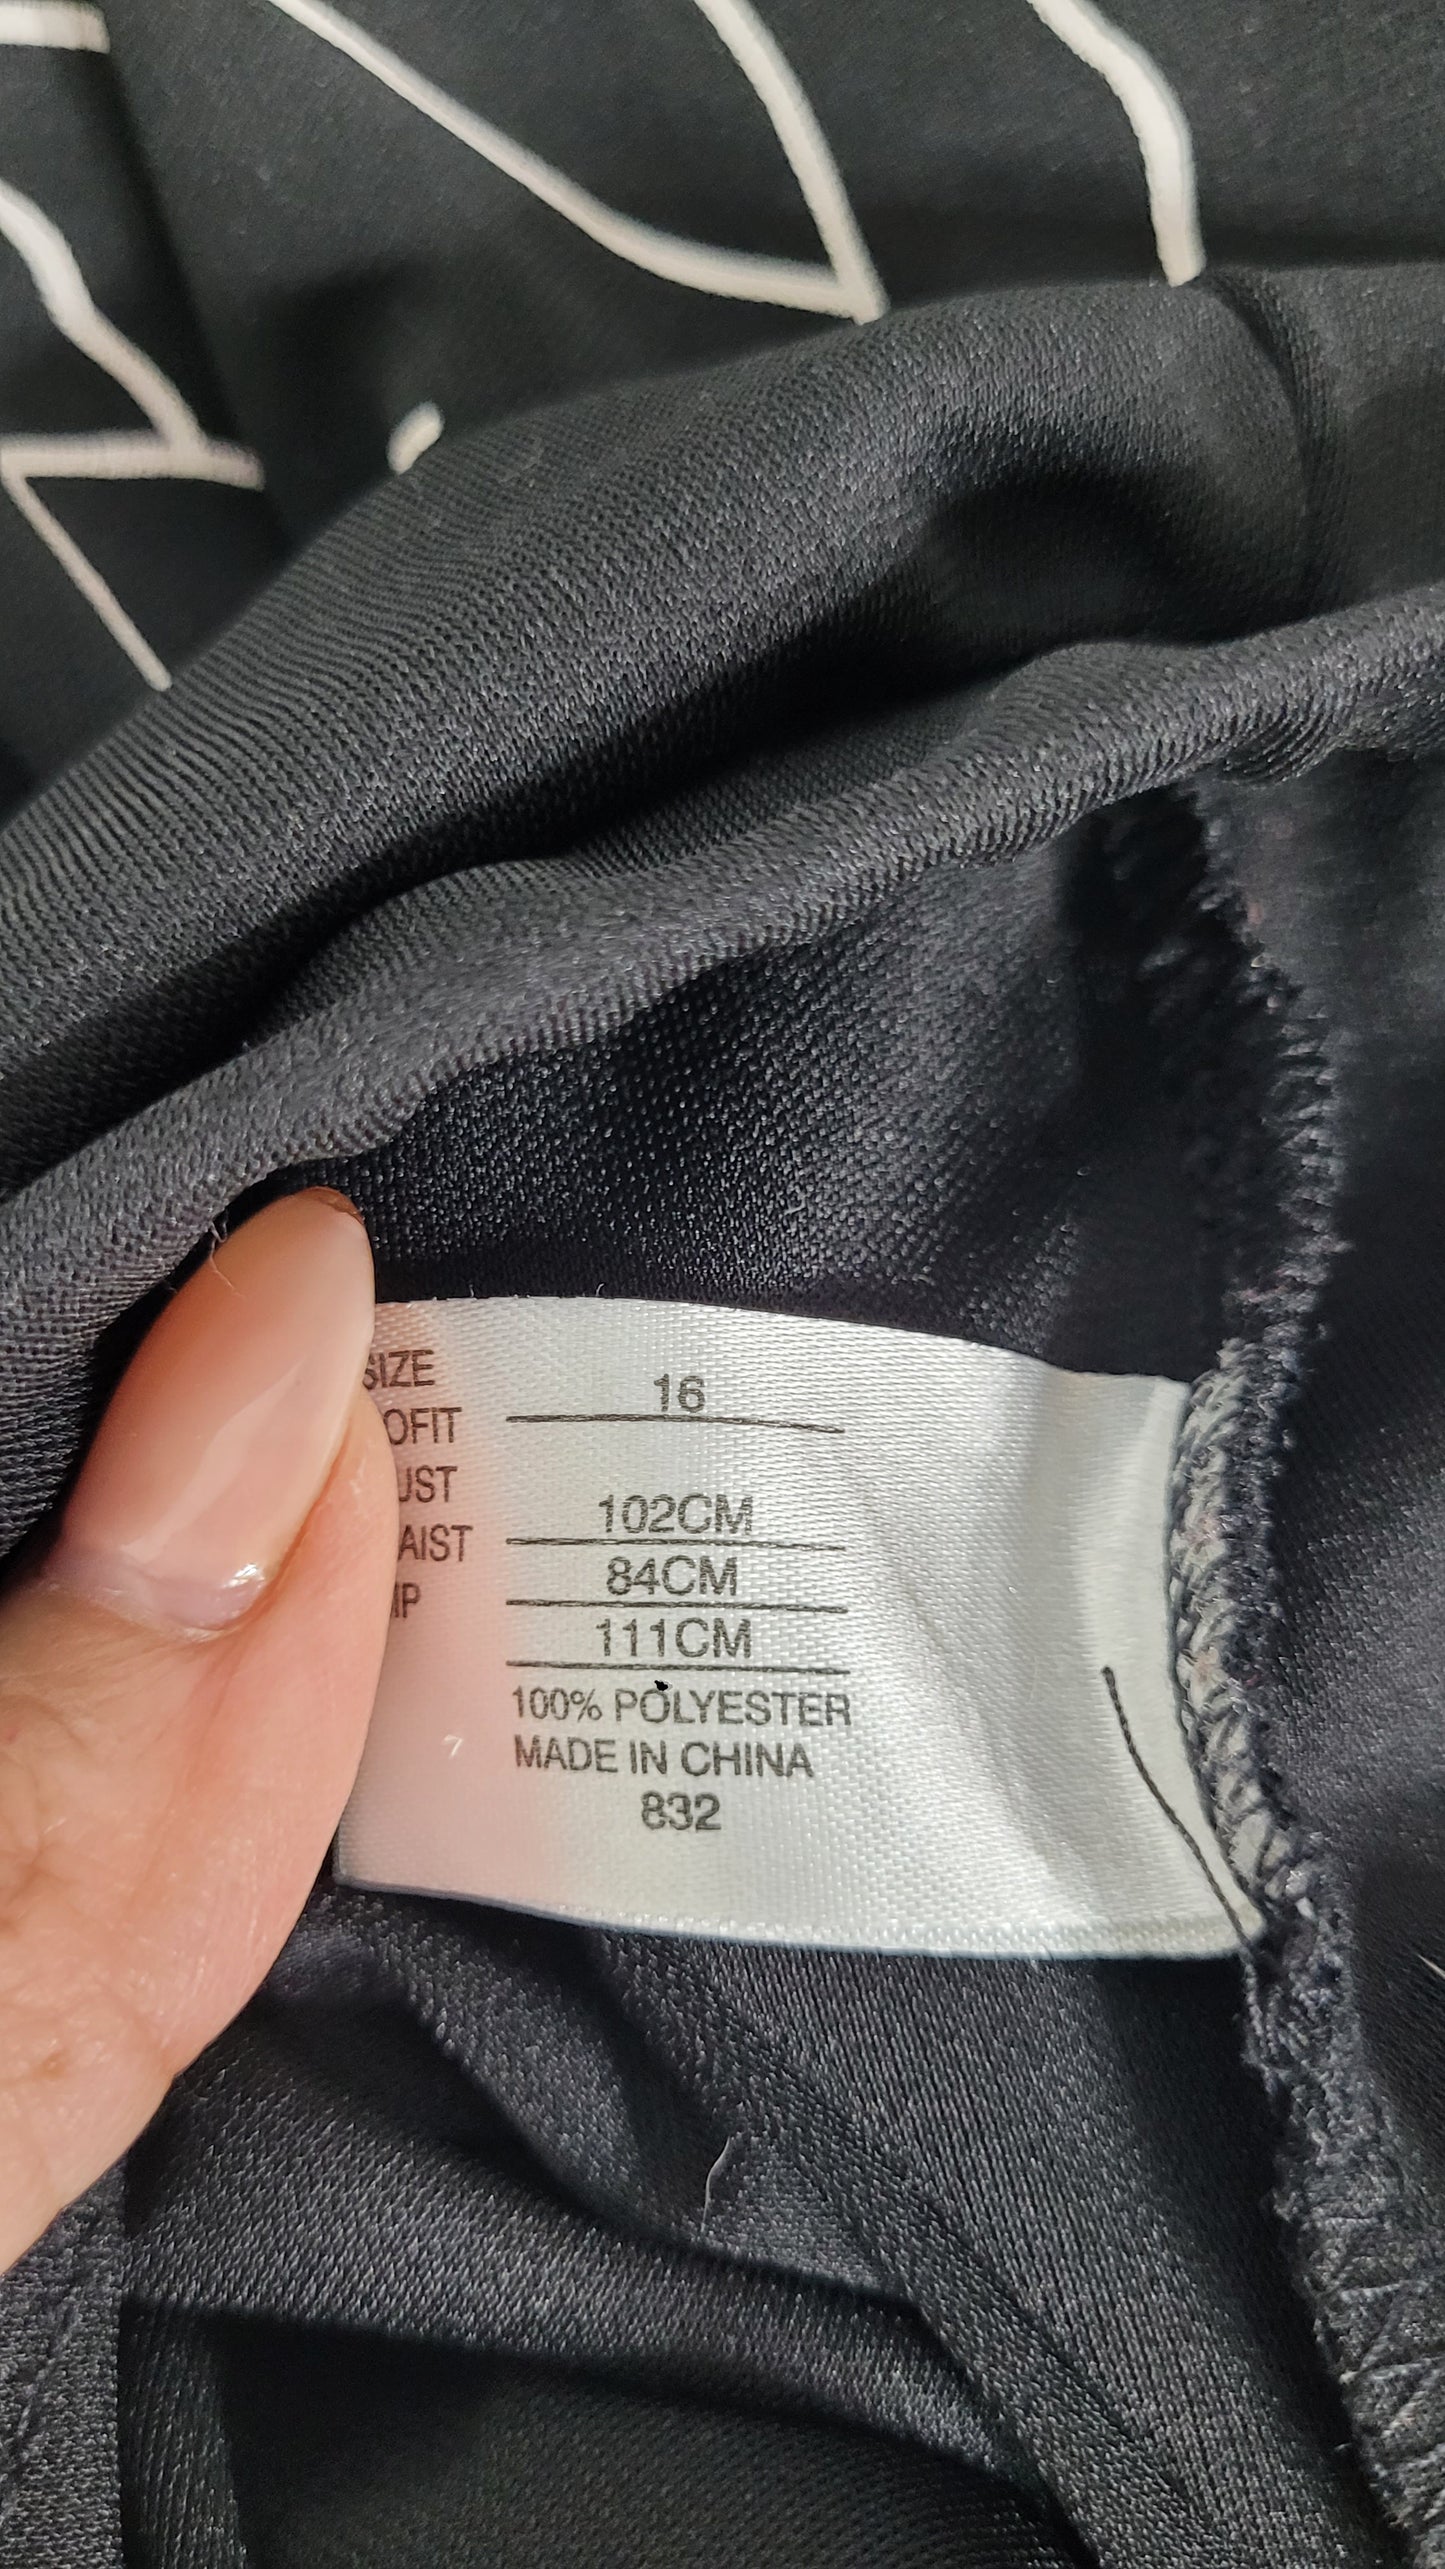 SIZE 16
OFIT
UST 102CM
AIST 84CM
IP 111CM
100% POLYESTER
MADE IN CHINA
832